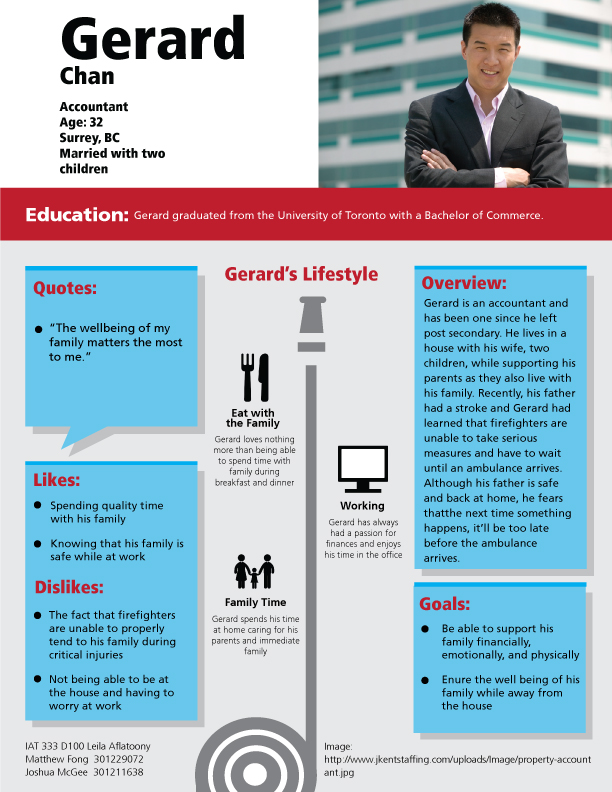 Gerard
Chan
Accountant
Age: 32
Surrey, BC
Married with two
children
Education: Gerard graduated from the University of Toronto with a Bachelor of Commerce.
Quotes:
“The wellbeing of my
family matters the most
to me.”
Likes:
Spending quality time
with his family
Knowing that his family is
safe while at work
Dislikes:
The fact that firefighters
are unable to properly
tend to his family during
critical injuries
Not being able to be at
the house and having to
worry at work
Gerard’s Lifestyle
Eat with
the Family
Gerard loves nothing
more than being able
to spend time with
family during
breakfast and dinner
Working
Gerard has always
had a passion for
finances and enjoys
his time in the office
Family Time
Gerard spends his time
at home caring for his
parents and immediate
family
Overview:
Gerard is an accountant and
has been one since he left
post secondary. He lives in a
house with his wife, two
children, while supporting his
parents as they also live with
his family. Recently, his father
had a stroke and Gerard had
learned that firefighters are
unable to take serious
measures and have to wait
until an ambulance arrives.
Although his father is safe
and back at home, he fears
thatthe next time something
happens, it’ll be too late
before the ambulance
arrives.
Goals:
Be able to support his
family financially,
emotionally, and physically
Enure the well being of his
family while away from
the house
IAT 333 D100 Leila Aflatoony
Matthew Fong 301229072
Joshua McGee 301211638
Image:
http://www.jkentstaffing.com/uploads/Image/property-account
ant.jpg